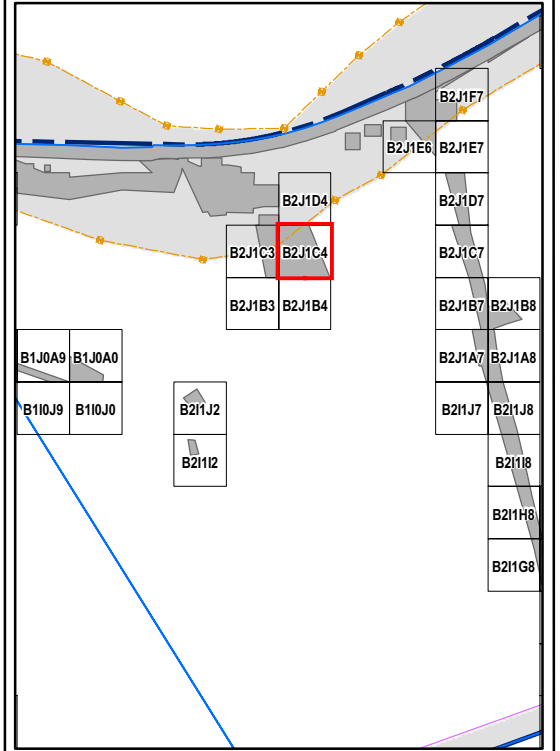 B2J1F7
B2J1E6 B2J1E7
B2J1D4 B2J1D7
B2J1C3 B2J1C4 B2J1C7
B2J1B3 B2J1B4 B2J1B7 B2J1B8
B1J0A9 B1J0A0 B2J1A7 B2J1A8
B1I0J9 B1I0J0 B2I1J2 B2I1J7 B2I1J8
B2I1I2 B2I1I8
B2I1H8
B2I1G8